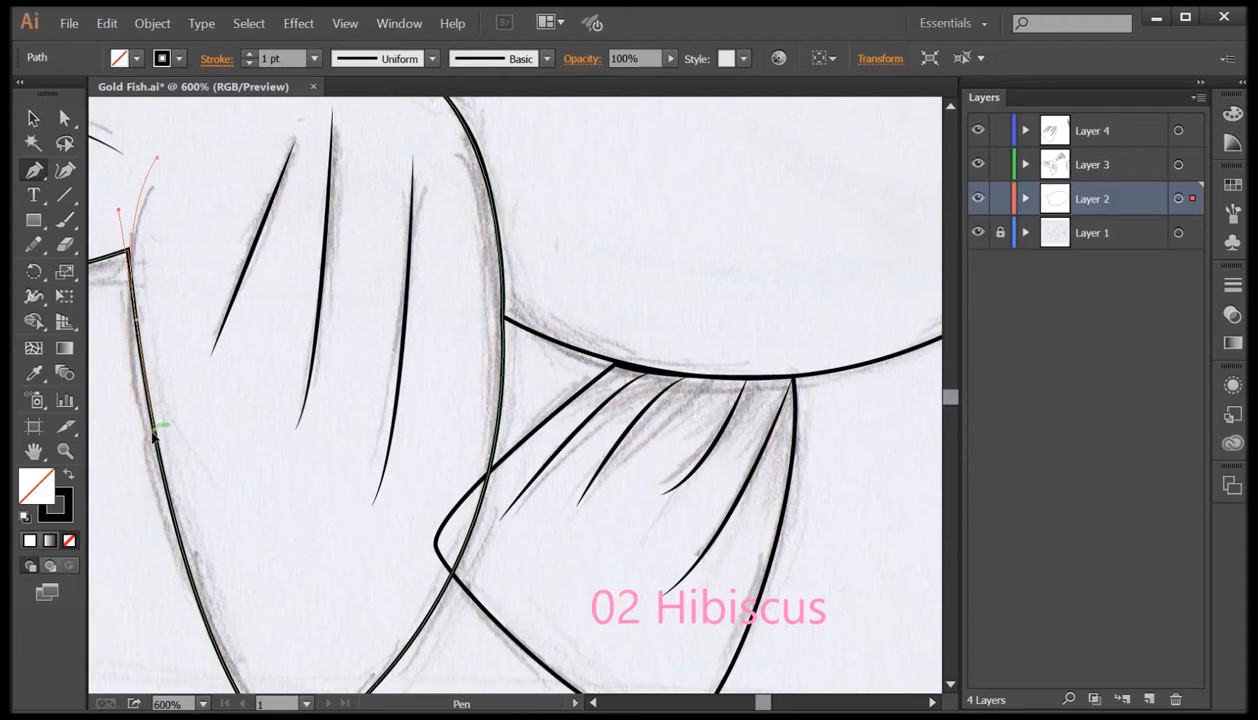 Ai File Edit Object Type Select Effect View Window Help Br Essentials
Path Stroke: 1 pt Uniform Basic Opacity: 100% Style: Transform
Gold Fish.ai* @ 600% (RGB/Preview)
Layers
Layer 4
Layer 3
Layer 2
Layer 1
02 Hibiscus
600% 1 Pen 4 Layers